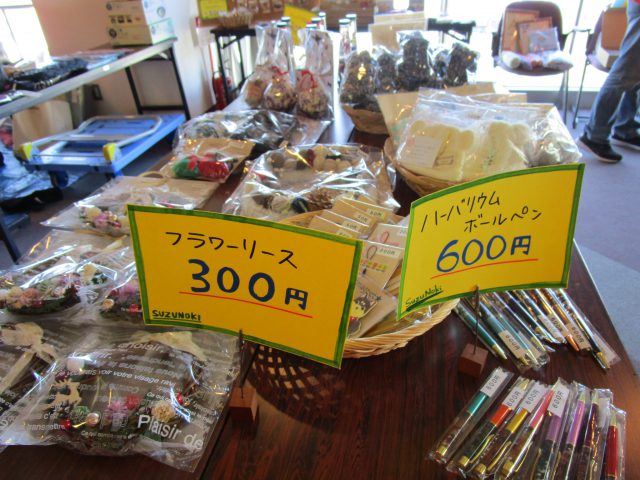 フラワーリース
300円
SUZUNOKI
ハーバリウム
ボールペン
600円
SUZUNOKI
Plaisir de